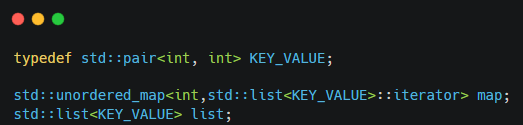 typedef std::pair<int, int> KEY_VALUE;
std::unordered_map<int,std::list<KEY_VALUE>::iterator> map;
std::list<KEY_VALUE> list;